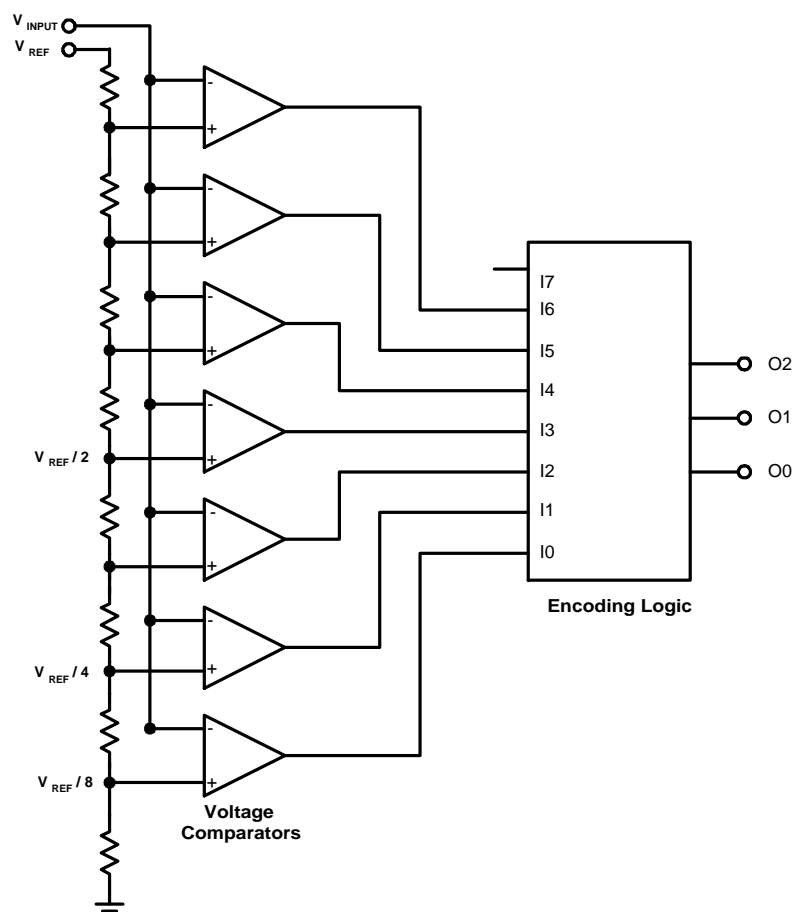 V INPUT
V REF
-
+
-
+
-
+
-
+
V REF / 2
-
+
-
+
V REF / 4
-
+
V REF / 8
I7
I6
I5
I4
I3
I2
I1
I0
O2
O1
O0
Encoding Logic
Voltage
Comparators